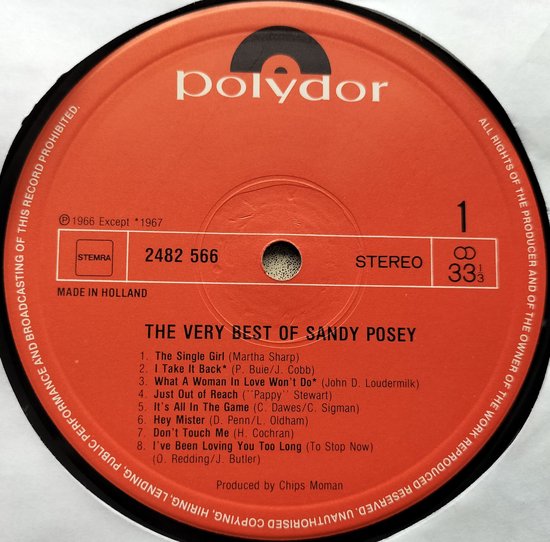 polydor
ALL RIGHTS OF THE PRODUCER AND OF THE OWNER OF THE WORK REPRODUCED RESERVED. UNAUTHORISED COPYING, HIRING, LENDING, PUBLIC PERFORMANCE AND BROADCASTING OF THIS RECORD PROHIBITED.
℗ 1966 Except *1967
1
STEMRA
2482 566
STEREO
33 1/3
MADE IN HOLLAND
THE VERY BEST OF SANDY POSEY
1. The Single Girl (Martha Sharp)
2. I Take It Back* (P. Buie/J. Cobb)
3. What A Woman In Love Won't Do* (John D. Loudermilk)
4. Just Out of Reach (''Pappy'' Stewart)
5. It's All In The Game (C. Dawes/C. Sigman)
6. Hey Mister (D. Penn/L. Oldham)
7. Don't Touch Me (H. Cochran)
8. I've Been Loving You Too Long (To Stop Now)
(O. Redding/J. Butler)
Produced by Chips Moman